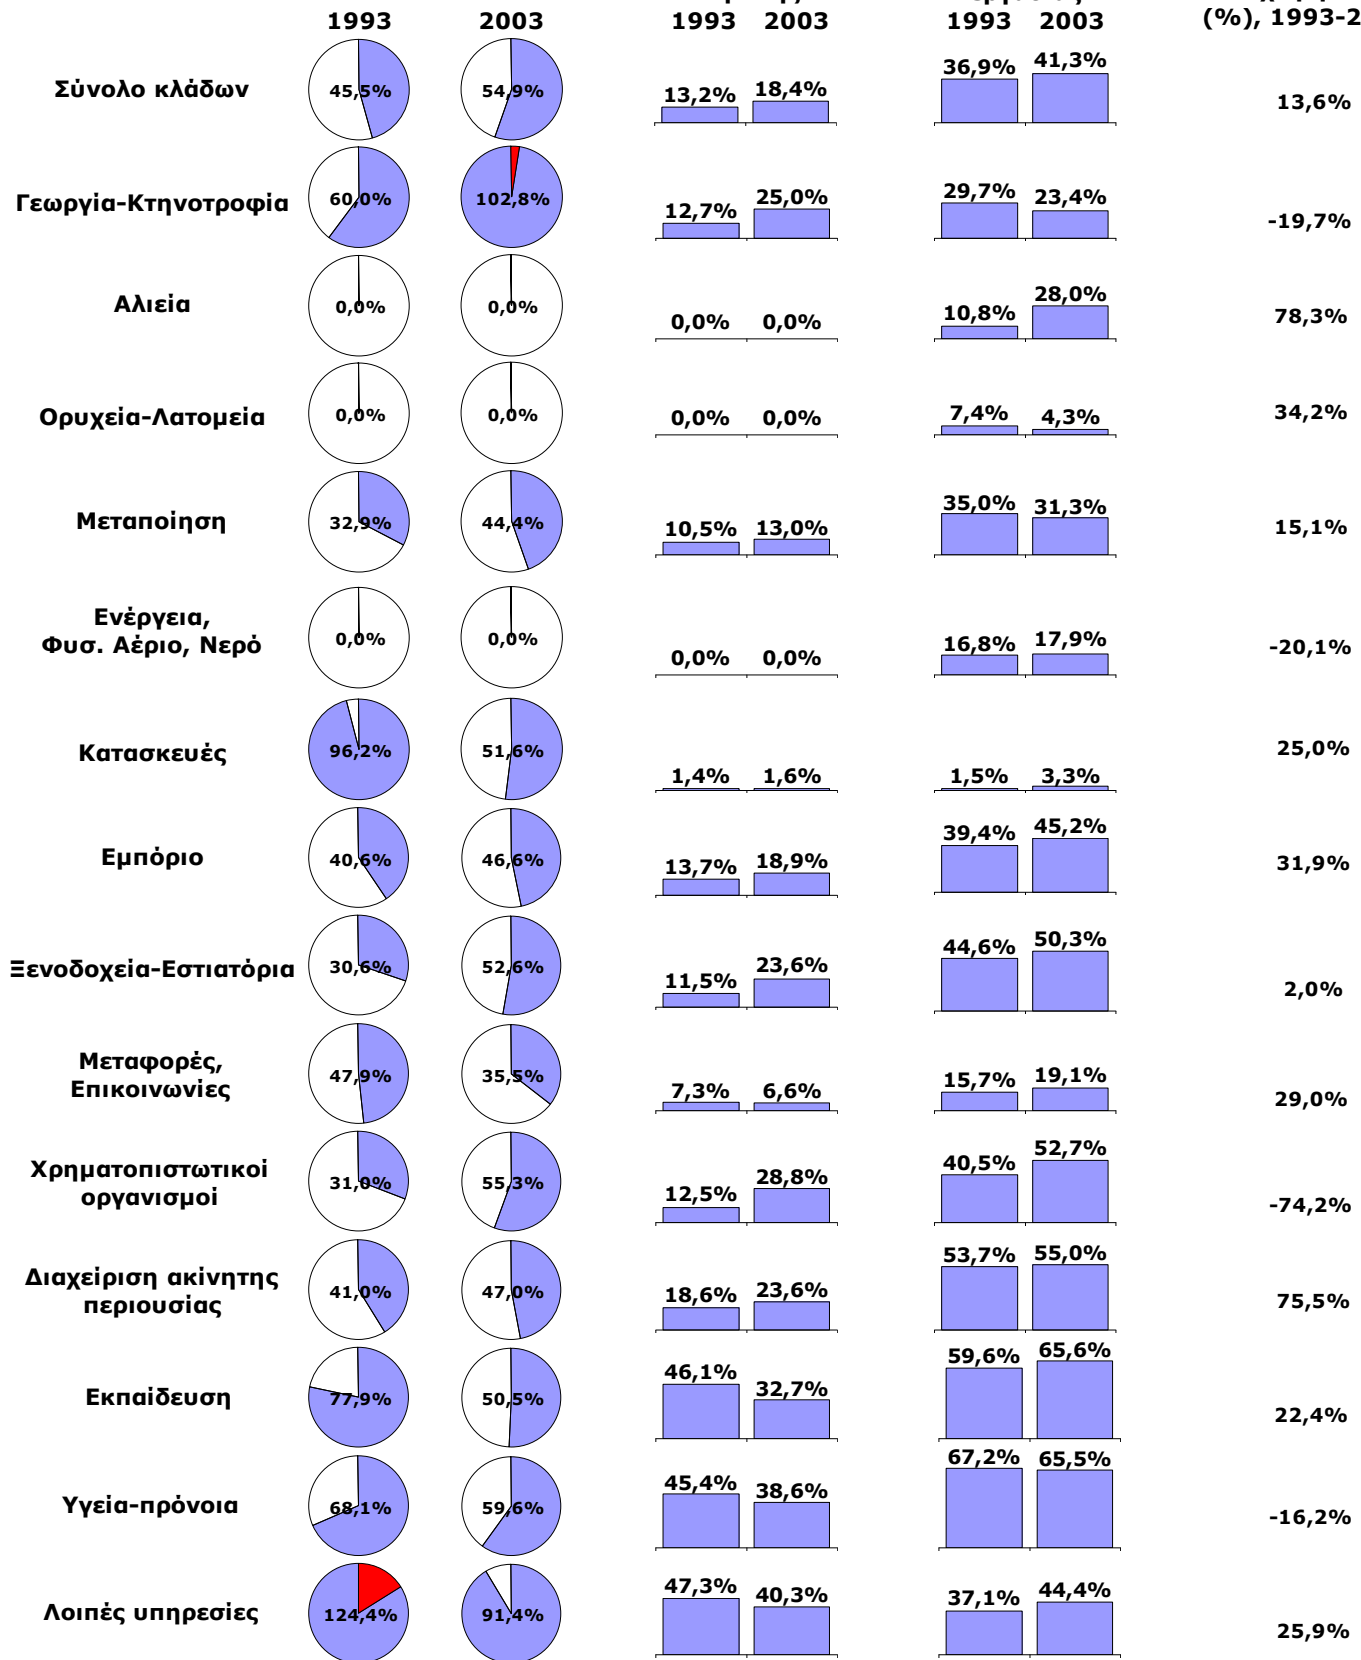 1993 2003 1993 2003 1993 2003 (%), 1993-2
Σύνολο κλάδων 45,5% 54,9% 13,2% 18,4% 36,9% 41,3% 13,6%
Γεωργία-Κτηνοτροφία 60,0% 102,8% 12,7% 25,0% 29,7% 23,4% -19,7%
Αλιεία 0,0% 0,0% 0,0% 0,0% 10,8% 28,0% 78,3%
Ορυχεία-Λατομεία 0,0% 0,0% 0,0% 0,0% 7,4% 4,3% 34,2%
Μεταποίηση 32,9% 44,4% 10,5% 13,0% 35,0% 31,3% 15,1%
Ενέργεια,
Φυσ. Αέριο, Νερό 0,0% 0,0% 0,0% 0,0% 16,8% 17,9% -20,1%
Κατασκευές 96,2% 51,6% 1,4% 1,6% 1,5% 3,3% 25,0%
Εμπόριο 40,6% 46,6% 13,7% 18,9% 39,4% 45,2% 31,9%
Ξενοδοχεία-Εστιατόρια 30,6% 52,6% 11,5% 23,6% 44,6% 50,3% 2,0%
Μεταφορές,
Επικοινωνίες 47,9% 35,5% 7,3% 6,6% 15,7% 19,1% 29,0%
Χρηματοπιστωτικοί
οργανισμοί 31,0% 55,3% 12,5% 28,8% 40,5% 52,7% -74,2%
Διαχείριση ακίνητης
περιουσίας 41,0% 47,0% 18,6% 23,6% 53,7% 55,0% 75,5%
Εκπαίδευση 77,9% 50,5% 46,1% 32,7% 59,6% 65,6% 22,4%
Υγεία-πρόνοια 68,1% 59,6% 45,4% 38,6% 67,2% 65,5% -16,2%
Λοιπές υπηρεσίες 124,4% 91,4% 47,3% 40,3% 37,1% 44,4% 25,9%